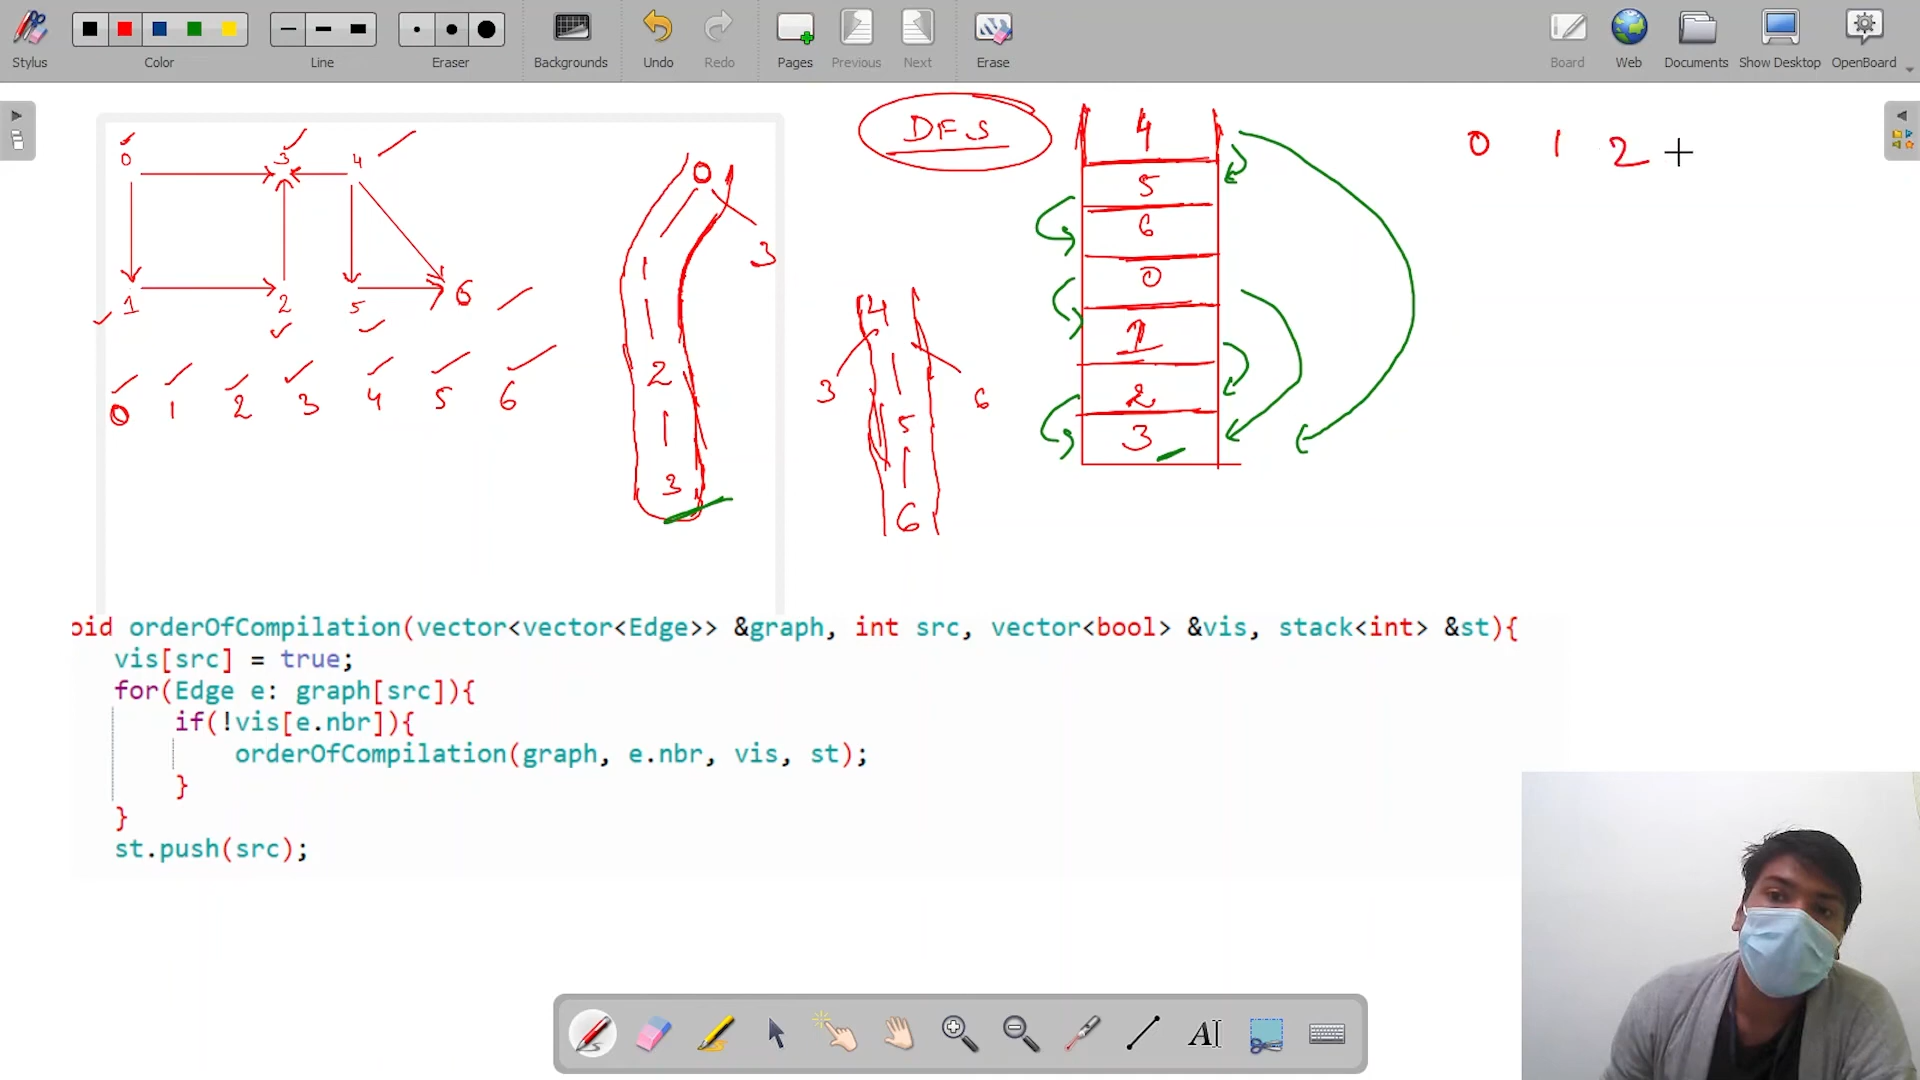 Stylus
Color
Line
Eraser
Backgrounds
Undo
Redo
Pages
Previous
Next
Erase
Board
Web
Documents
Show Desktop
OpenBoard
0 3 4
1 2 5 6
0 1 2 3 4 5 6
0
3
1
2
3
DFS
4
3 6
5
6
4
5
6
0
1
2
3
0 1 2
oid orderOfCompilation(vector<vector<Edge>> &graph, int src, vector<bool> &vis, stack<int> &st){
vis[src] = true;
for(Edge e: graph[src]){
if(!vis[e.nbr]){
orderOfCompilation(graph, e.nbr, vis, st);
}
}
st.push(src);
AI